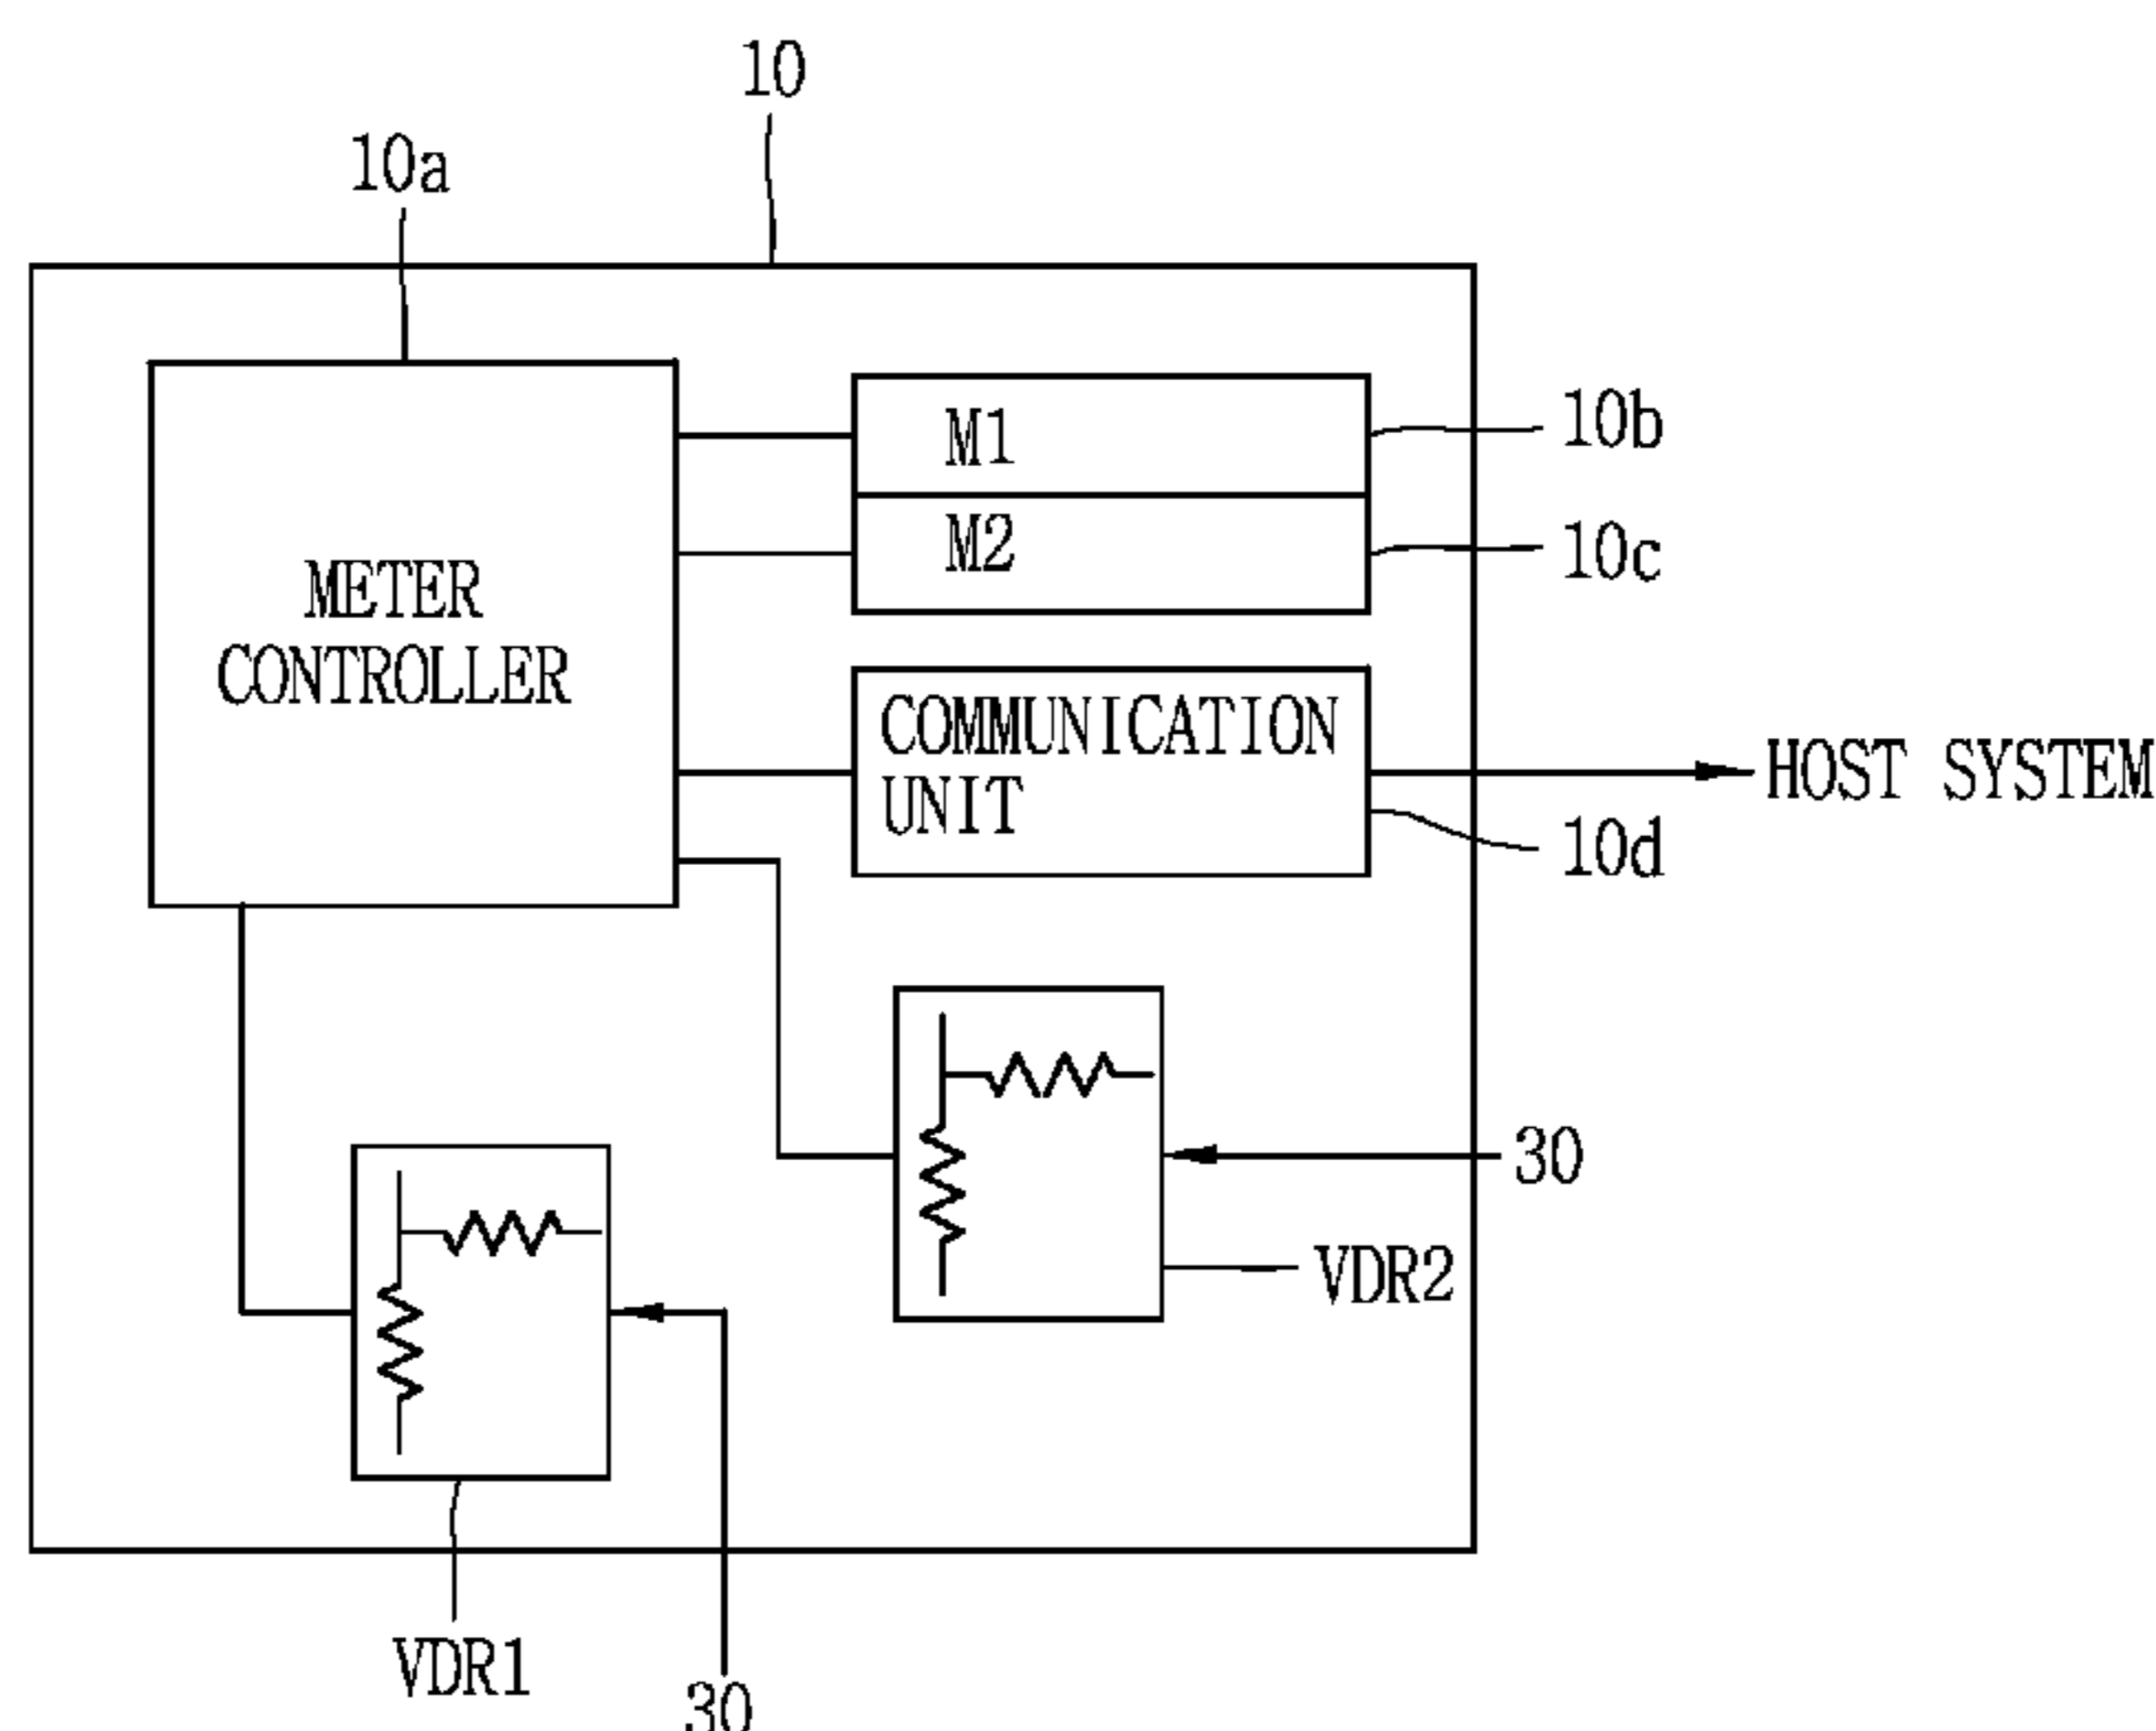 10
10a
M1
10b
M2
10c
METER
CONTROLLER
COMMUNICATION
UNIT
HOST SYSTEM
10d
30
VDR2
VDR1
30